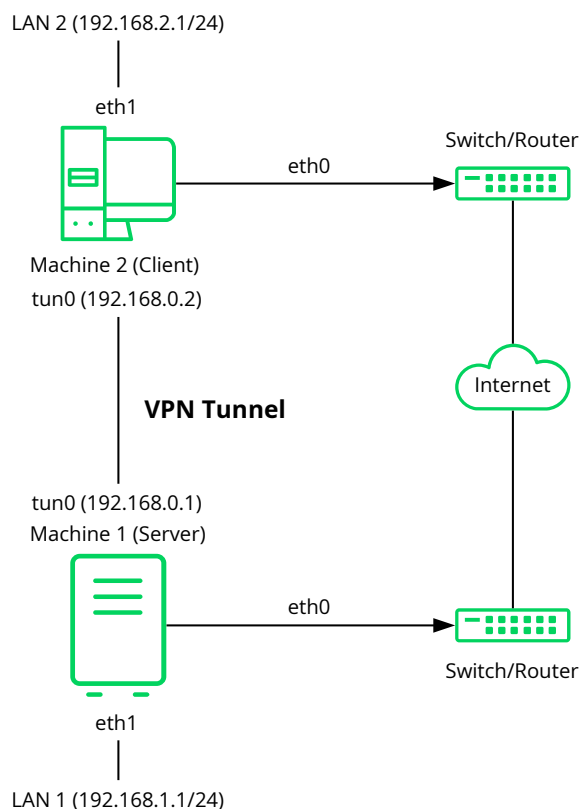 LAN 2 (192.168.2.1/24)
eth1
Switch/Router
eth0
Machine 2 (Client)
tun0 (192.168.0.2)
Internet
VPN Tunnel
tun0 (192.168.0.1)
Machine 1 (Server)
eth0
Switch/Router
eth1
LAN 1 (192.168.1.1/24)